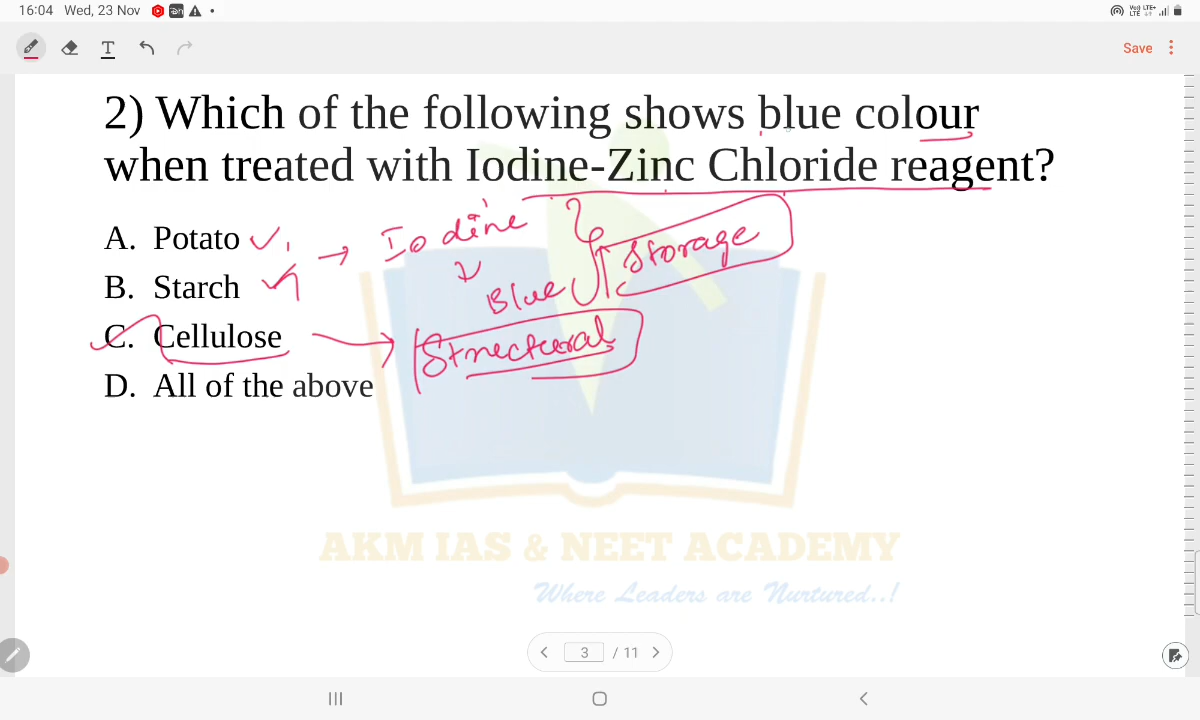 16:04 Wed, 23 Nov
Save
2) Which of the following shows blue colour
when treated with Iodine-Zinc Chloride reagent?
A. Potato
Iodine
Storage
B. Starch
Blue
C. Cellulose
Structural
D. All of the above
AKM IAS & NEET ACADEMY
Where Leaders are Nurtured..!
3 / 11